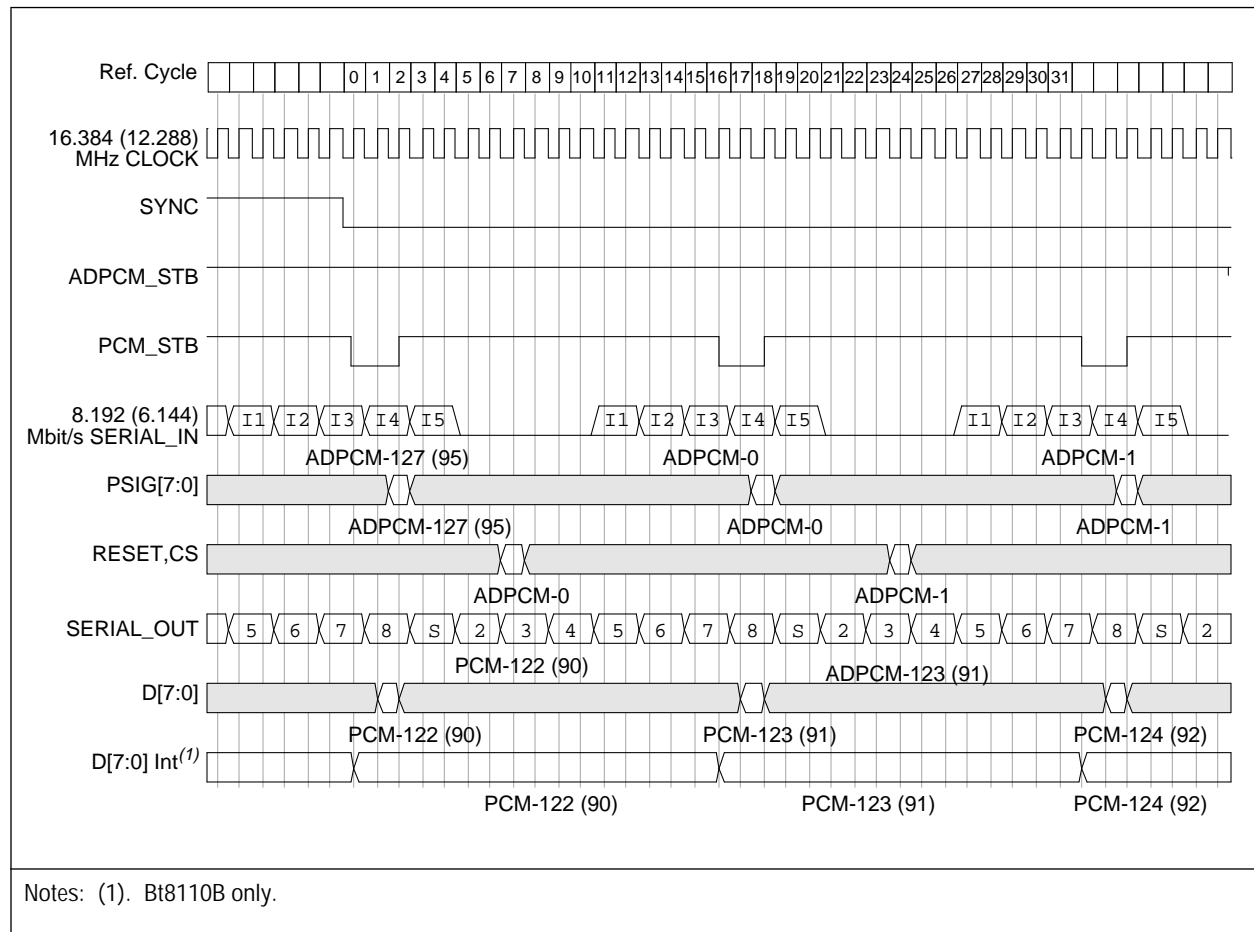 Ref. Cycle 0 1 2 3 4 5 6 7 8 9 10 11 12 13 14 15 16 17 18 19 20 21 22 23 24 25 26 27 28 29 30 31
16.384 (12.288)
MHz CLOCK
SYNC
ADPCM_STB
PCM_STB
8.192 (6.144)
Mbit/s SERIAL_IN
I1 I2 I3 I4 I5 I1 I2 I3 I4 I5 I1 I2 I3 I4 I5
ADPCM-127 (95) ADPCM-0 ADPCM-1
PSIG[7:0]
ADPCM-127 (95) ADPCM-0 ADPCM-1
RESET,CS
ADPCM-0 ADPCM-1
SERIAL_OUT 5 6 7 8 S 2 3 4 5 6 7 8 S 2 3 4 5 6 7 8 S 2
PCM-122 (90) ADPCM-123 (91)
D[7:0]
PCM-122 (90) PCM-123 (91) PCM-124 (92)
D[7:0] Int(1)
PCM-122 (90) PCM-123 (91) PCM-124 (92)
Notes: (1). Bt8110B only.